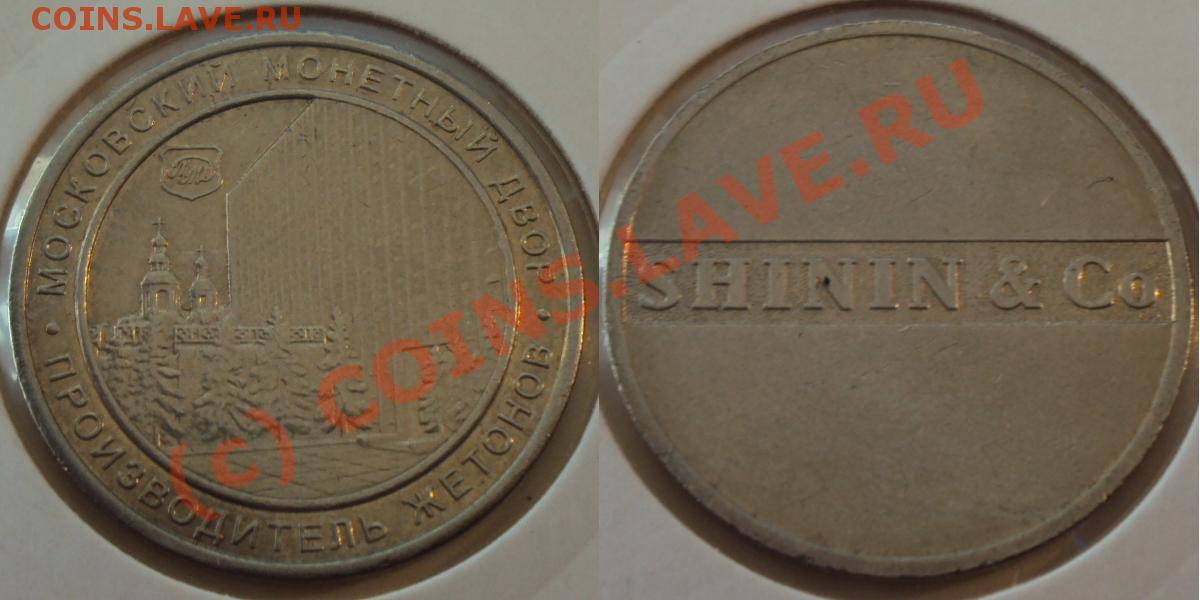 COINS.LAVE.RU
МОСКОВСКИЙ МОНЕТНЫЙ ДВОР
ПРОИЗВОДИТЕЛЬ ЖЕТОНОВ
SHININ & Co
(c) COINS.LAVE.RU